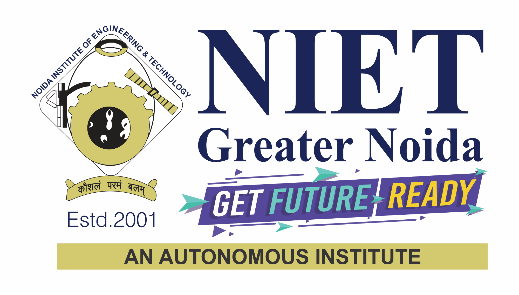 NOIDA INSTITUTE OF ENGINEERING & TECHNOLOGY
कौशलं परमं बलम्
Estd.2001
NIET
Greater Noida
GET FUTURE READY
AN AUTONOMOUS INSTITUTE